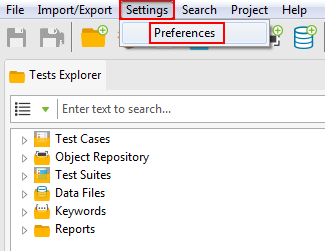 File Import/Export Settings Search Project Help
Preferences
Tests Explorer
Enter text to search...
Test Cases
Object Repository
Test Suites
Data Files
Keywords
Reports